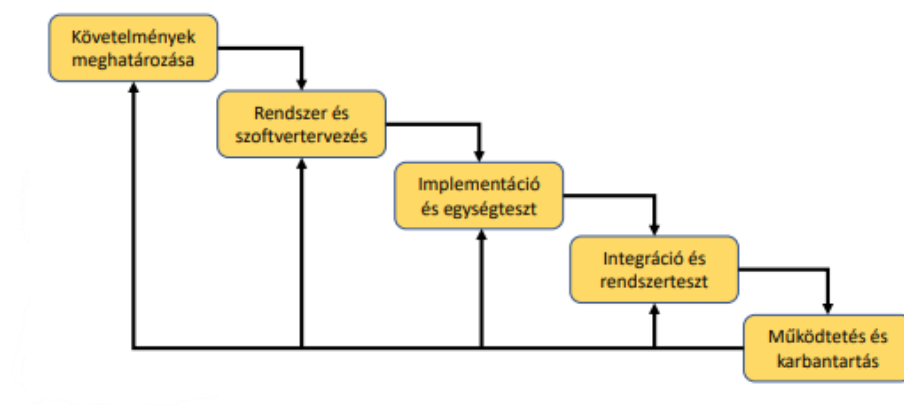 Követelmények
meghatározása
Rendszer és
szoftvertervezés
Implementáció
és egységteszt
Integráció és
rendszerteszt
Működtetés és
karbantartás